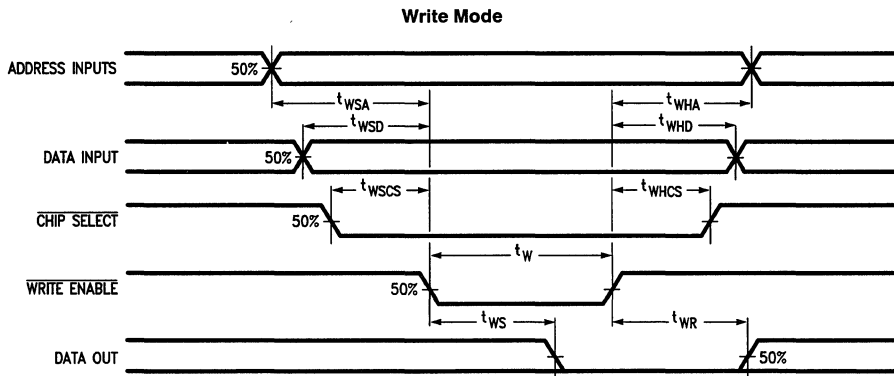 Write Mode
ADDRESS INPUTS
50%
tWSA
tWHA
tWSD
tWHD
DATA INPUT
50%
tWSCS
tWHCS
CHIP SELECT
50%
tW
WRITE ENABLE
50%
tWS
tWR
DATA OUT
50%